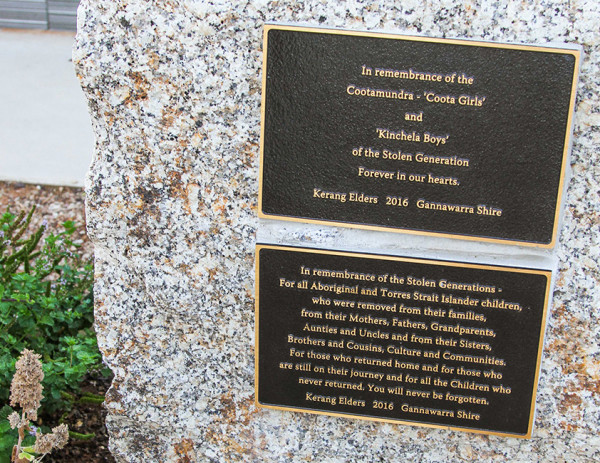 In remembrance of the
Cootamundra - 'Coota Girls'
and
'Kinchela Boys'
of the Stolen Generation
Forever in our hearts.
Kerang Elders 2016 Gannawarra Shire
In remembrance of the Stolen Generations -
For all Aboriginal and Torres Strait Islander children,
who were removed from their families,
from their Mothers, Fathers, Grandparents,
Aunties and Uncles and from their Sisters,
Brothers and Cousins, Culture and Communities.
For those who returned home and for those who
are still on their journey and for all the Children who
never returned. You will never be forgotten.
Kerang Elders 2016 Gannawarra Shire